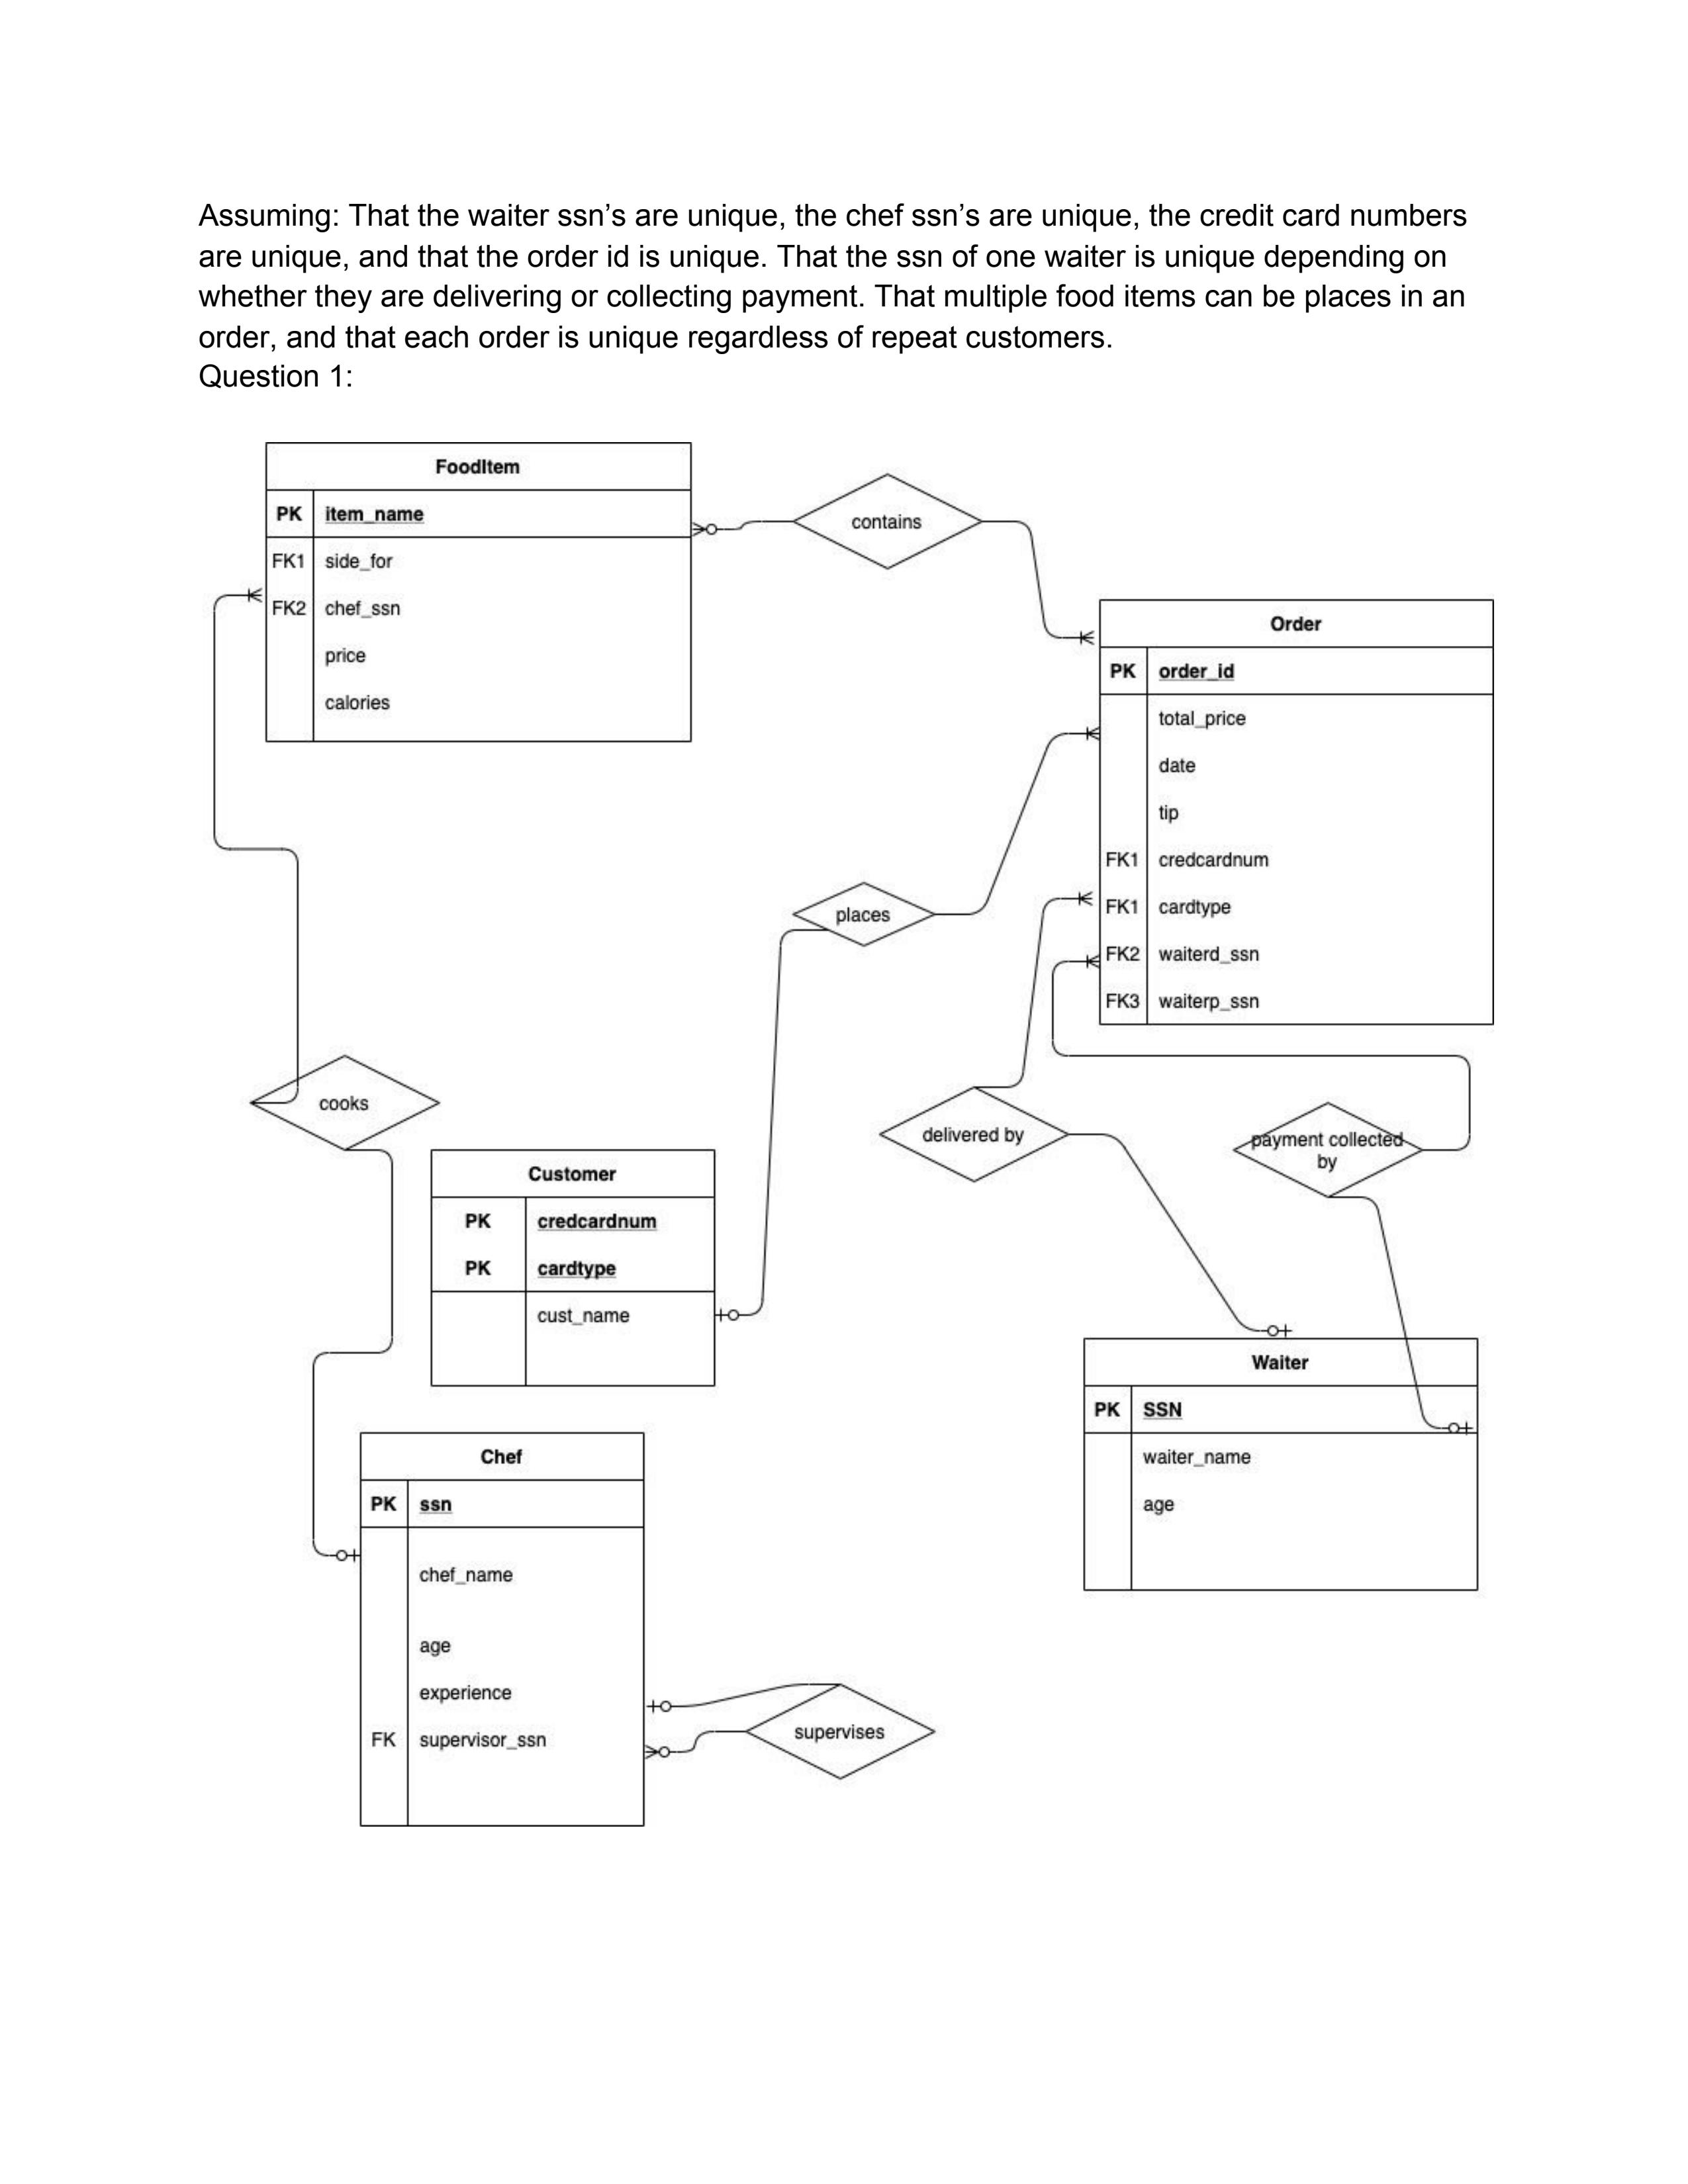 Assuming: That the waiter ssn’s are unique, the chef ssn’s are unique, the credit card numbers
are unique, and that the order id is unique. That the ssn of one waiter is unique depending on
whether they are delivering or collecting payment. That multiple food items can be places in an
order, and that each order is unique regardless of repeat customers.
Question 1:
FoodItem
PK item_name
FK1 side_for
FK2 chef_ssn
price
calories
contains
Order
PK order_id
total_price
date
tip
FK1 credcardnum
FK1 cardtype
FK2 waiterd_ssn
FK3 waiterp_ssn
places
cooks
delivered by
payment collected
by
Customer
PK credcardnum
PK cardtype
cust_name
Waiter
PK SSN
waiter_name
age
Chef
PK ssn
chef_name
age
experience
FK supervisor_ssn
supervises